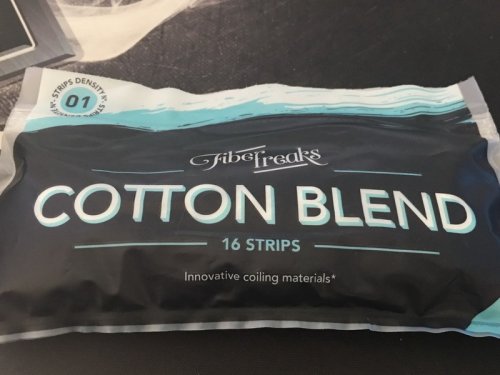 STRIPS DENSITY
01
Fiberfreaks
COTTON BLEND
16 STRIPS
Innovative coiling materials*